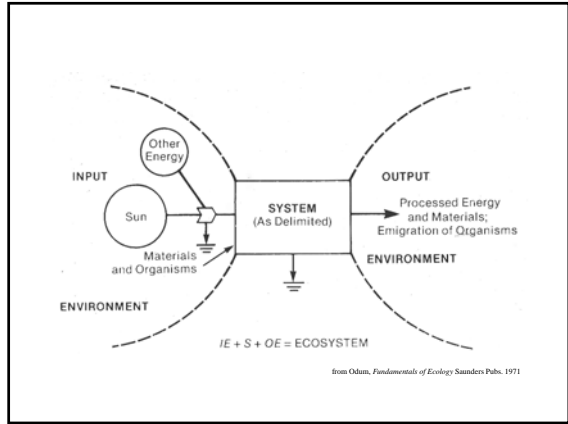 Other
Energy
INPUT
Sun
Materials
and Organisms
ENVIRONMENT
SYSTEM
(As Delimited)
OUTPUT
Processed Energy
and Materials;
Emigration of Organisms
ENVIRONMENT
IE + S + OE = ECOSYSTEM
from Odum, Fundamentals of Ecology Saunders Pubs. 1971